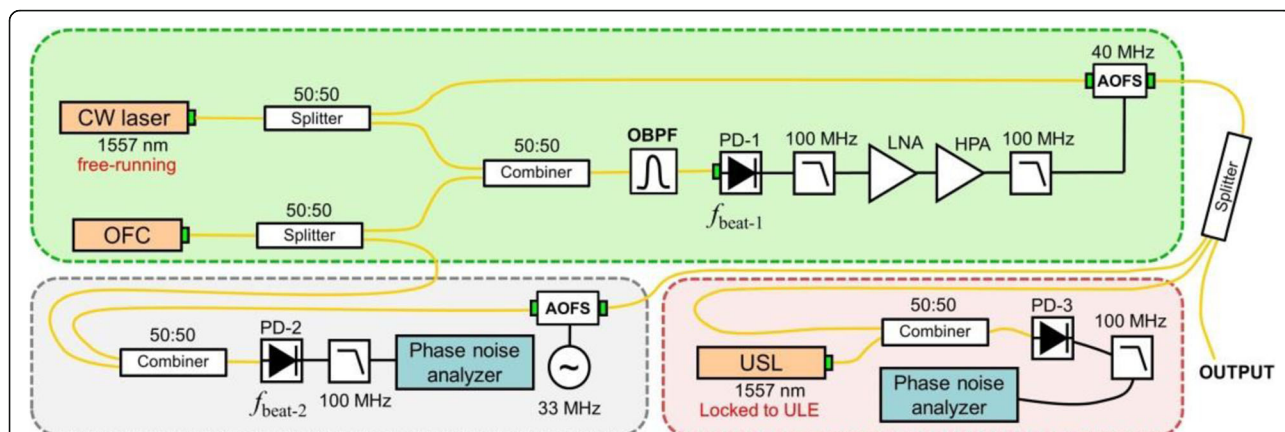 40 MHz
AOFS
50:50
Splitter
CW laser
1557 nm
free-running
50:50
Combiner
OBPF
PD-1
100 MHz
LNA
HPA
100 MHz
f beat-1
50:50
Splitter
OFC
Splitter
AOFS
33 MHz
50:50
Combiner
PD-2
f beat-2
100 MHz
Phase noise
analyzer
50:50
Combiner
PD-3
100 MHz
USL
1557 nm
Locked to ULE
Phase noise
analyzer
OUTPUT